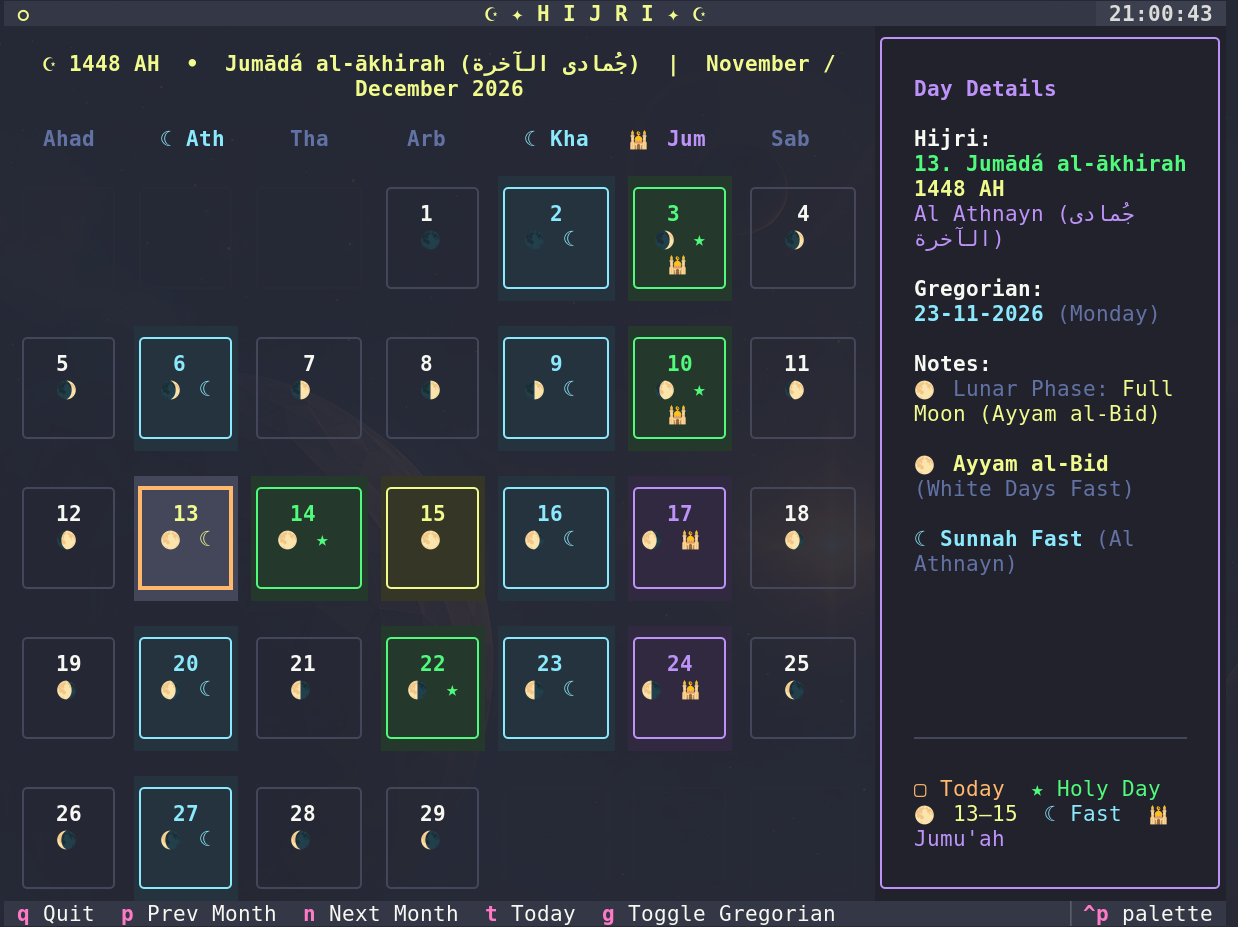 ☪ ✦ H I J R I ✦ ☪ 21:00:43
☪ 1448 AH • Jumādá al-ākhirah (جُمادى الآخرة) | November /
December 2026
Ahad ☾ Ath Tha Arb ☾ Kha 🕌 Jum Sab
1 2 3 4
5 6 7 8 9 10 11
12 13 14 15 16 17 18
19 20 21 22 23 24 25
26 27 28 29
Day Details
Hijri:
13. Jumādá al-ākhirah
1448 AH
Al Athnayn (جُمادى
الآخرة)
Gregorian:
23-11-2026 (Monday)
Notes:
🌕 Lunar Phase: Full
Moon (Ayyam al-Bid)
🌕 Ayyam al-Bid
(White Days Fast)
☾ Sunnah Fast (Al
Athnayn)
▢ Today ★ Holy Day
🌕 13–15 ☾ Fast 🕌
Jumu'ah
q Quit p Prev Month n Next Month t Today g Toggle Gregorian ^p palette